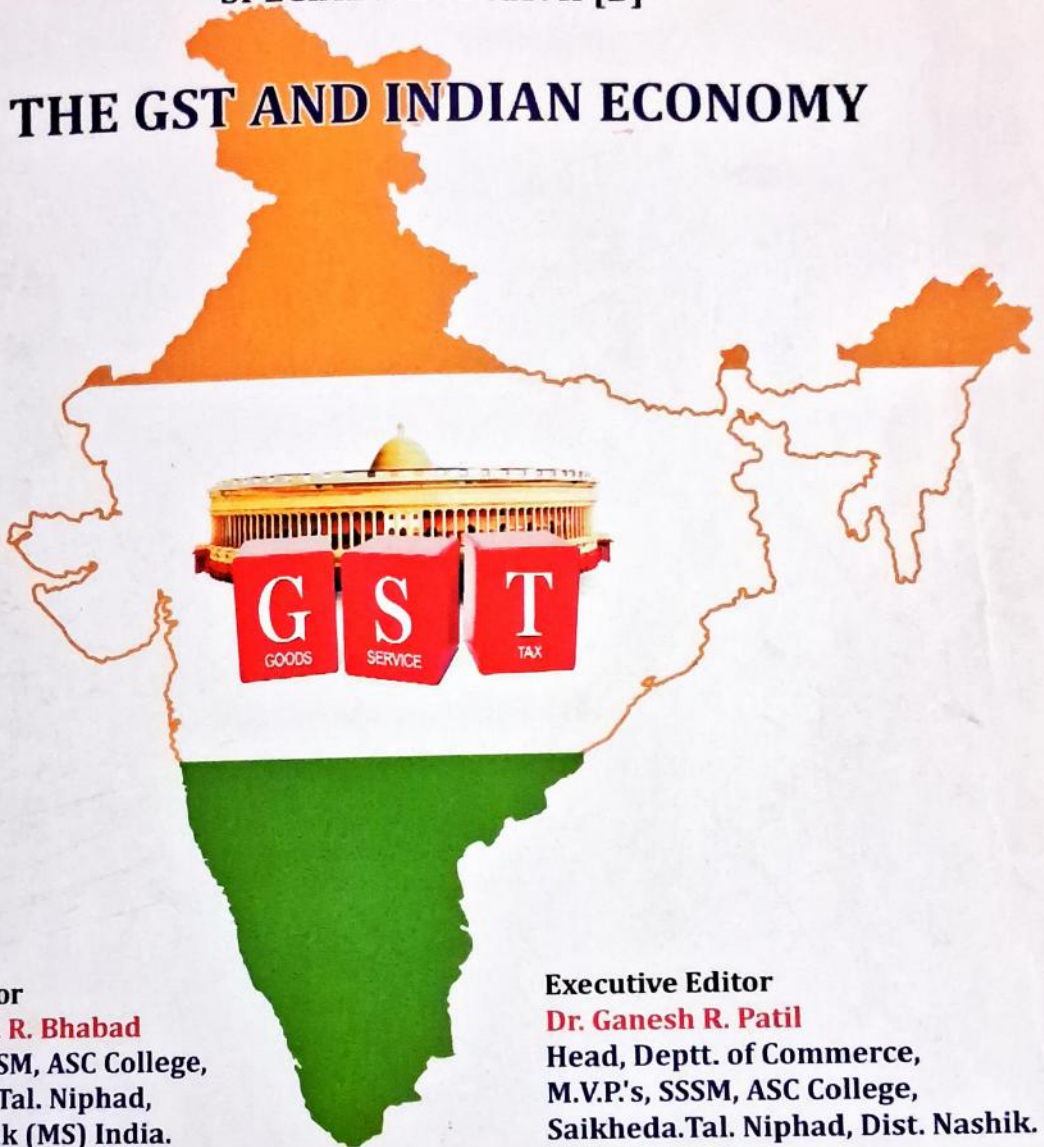 THE GST AND INDIAN ECONOMY
G S T
GOODS SERVICE TAX
R. Bhabad
ASC College,
Tal. Niphad,
(MS) India.
Executive Editor
Dr. Ganesh R. Patil
Head, Deptt. of Commerce,
M.V.P.'s, SSSM, ASC College,
Saikheda.Tal. Niphad, Dist. Nashik.